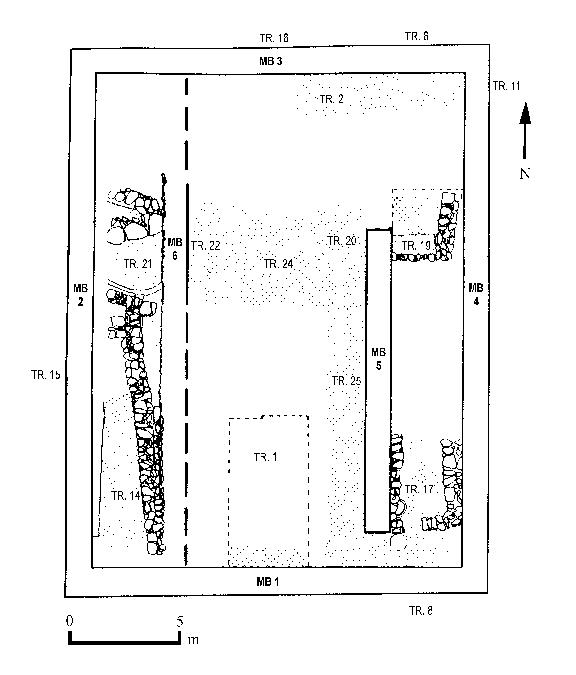 TR. 18
TR. 6
MB 3
TR. 11
TR. 2
N
TR. 22
TR. 20
TR. 19
MB
6
TR. 21
TR. 24
MB
2
MB
4
MB
5
TR. 15
TR. 25
TR. 1
TR. 14
TR. 17
MB 1
TR. 8
0
5
m